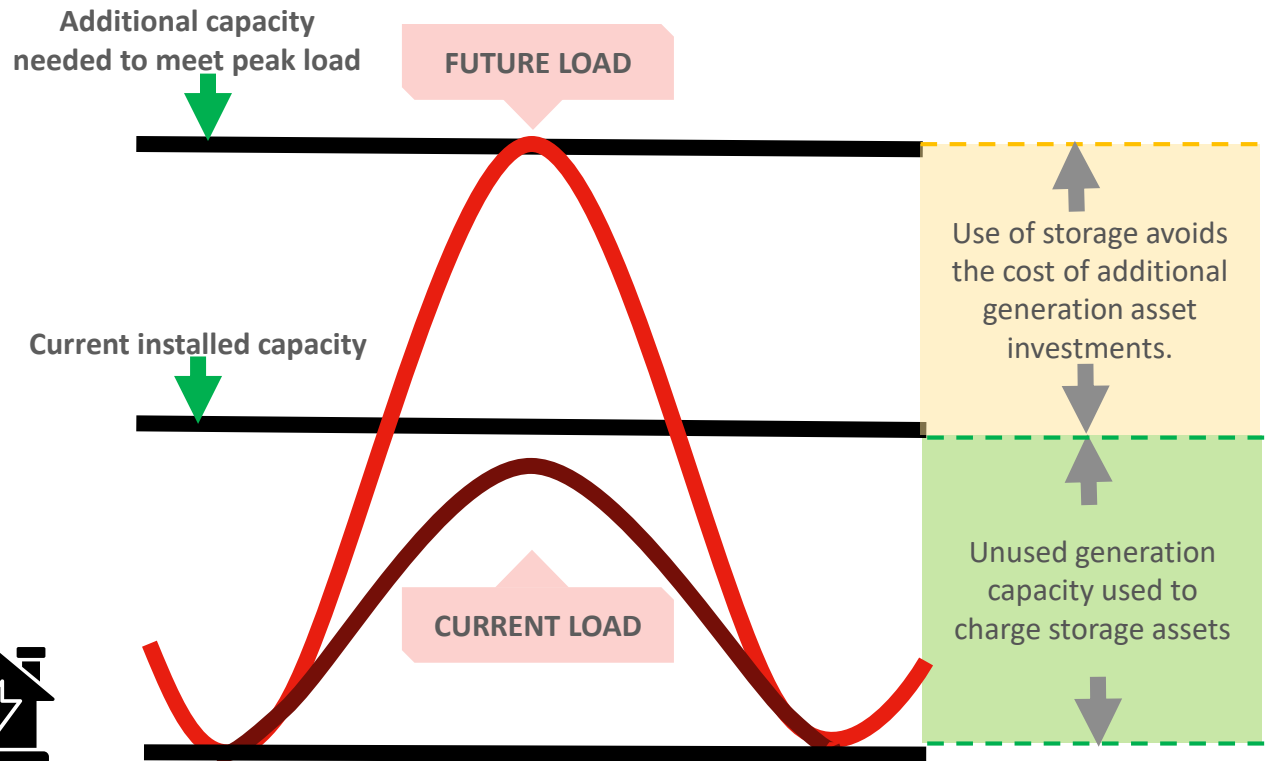 Additional capacity
needed to meet peak load
FUTURE LOAD
Use of storage avoids
the cost of additional
generation asset
investments.
Current installed capacity
Unused generation
capacity used to
charge storage assets
CURRENT LOAD